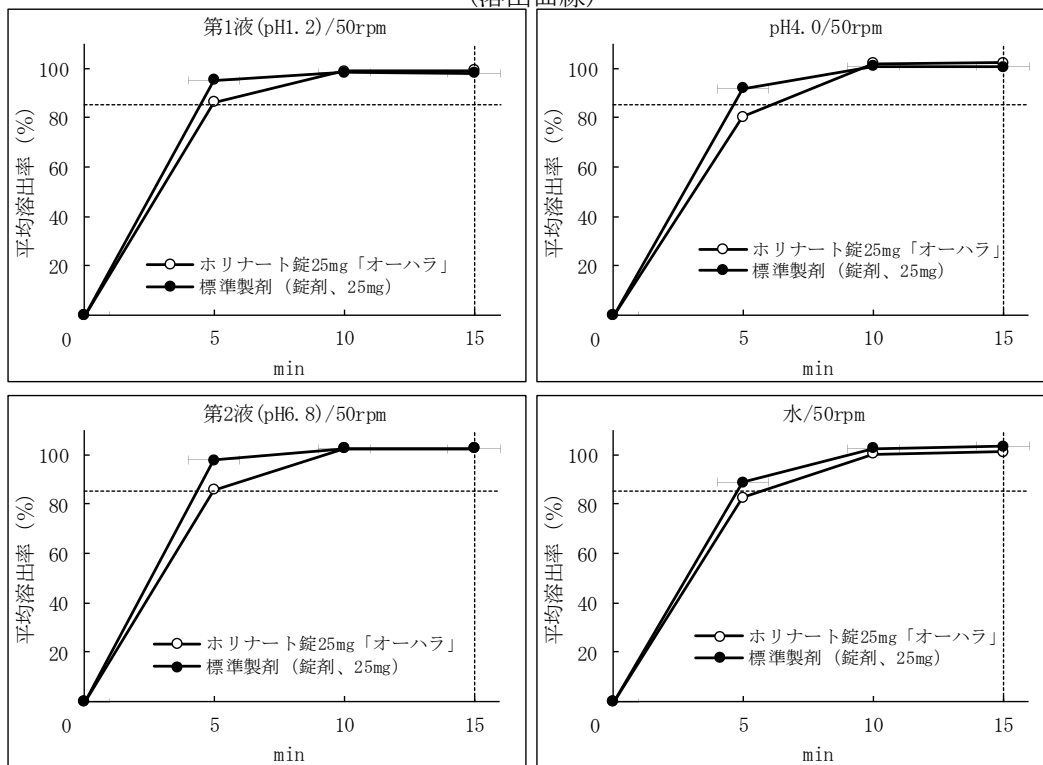 (溶出曲線)
第1液(pH1.2)/50rpm
平均溶出率 (%)
100
80
60
40
20
0
5
10
15
min
ホリナート錠25mg「オーハラ」
標準製剤 (錠剤、25mg)
pH4.0/50rpm
平均溶出率 (%)
100
80
60
40
20
0
5
10
15
min
ホリナート錠25mg「オーハラ」
標準製剤 (錠剤、25mg)
第2液(pH6.8)/50rpm
平均溶出率 (%)
100
80
60
40
20
0
5
10
15
min
ホリナート錠25mg「オーハラ」
標準製剤 (錠剤、25mg)
水/50rpm
平均溶出率 (%)
100
80
60
40
20
0
5
10
15
min
ホリナート錠25mg「オーハラ」
標準製剤 (錠剤、25mg)